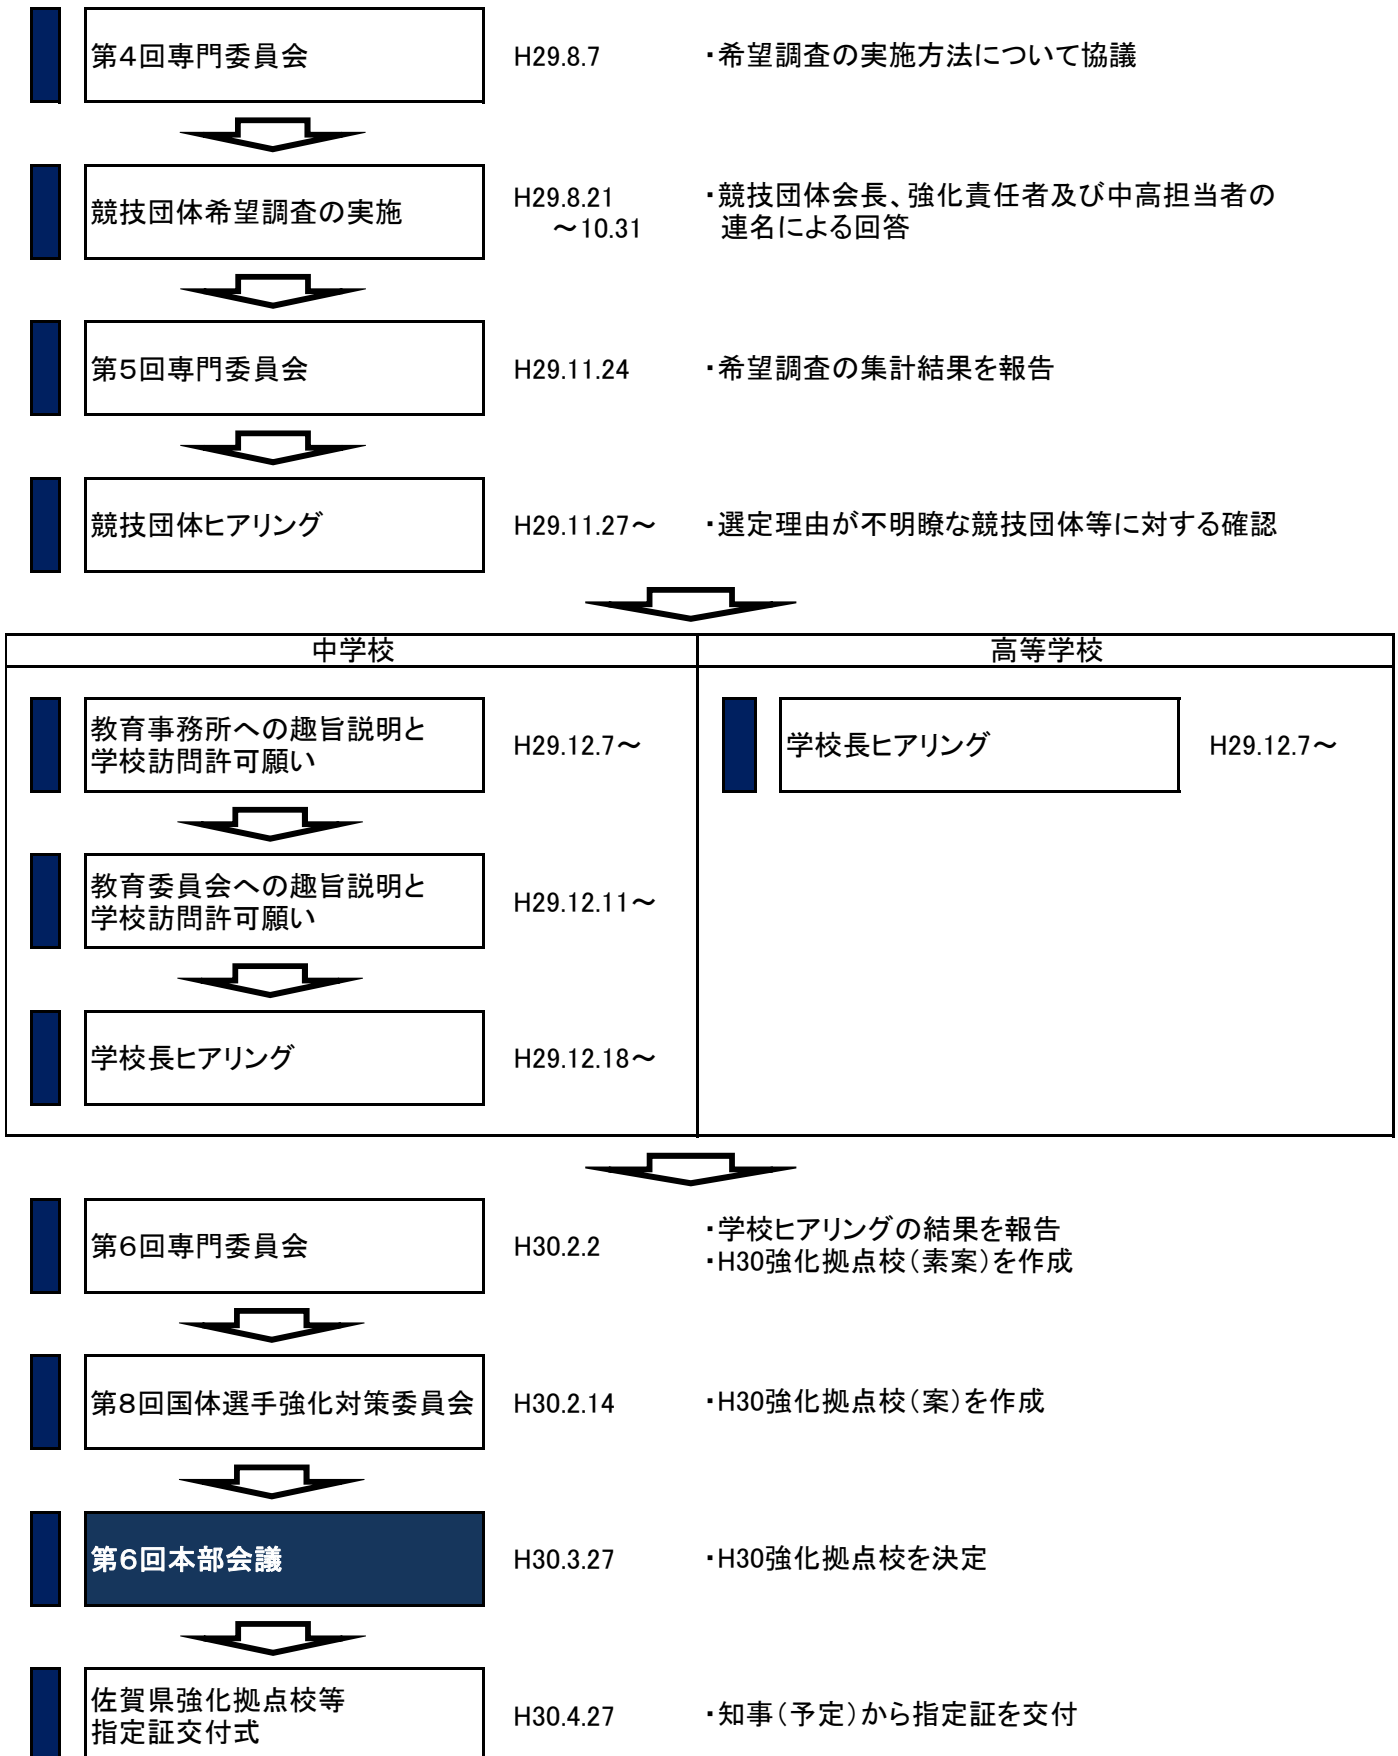 第4回専門委員会
H29.8.7
・希望調査の実施方法について協議
競技団体希望調査の実施
H29.8.21
～10.31
・競技団体会長、強化責任者及び中高担当者の
連名による回答
第5回専門委員会
H29.11.24
・希望調査の集計結果を報告
競技団体ヒアリング
H29.11.27～
・選定理由が不明瞭な競技団体等に対する確認
中学校
高等学校
教育事務所への趣旨説明と
学校訪問許可願い
H29.12.7～
学校長ヒアリング
H29.12.7～
教育委員会への趣旨説明と
学校訪問許可願い
H29.12.11～
学校長ヒアリング
H29.12.18～
第6回専門委員会
H30.2.2
・学校ヒアリングの結果を報告
・H30強化拠点校（素案）を作成
第8回国体選手強化対策委員会
H30.2.14
・H30強化拠点校（案）を作成
第6回本部会議
H30.3.27
・H30強化拠点校を決定
佐賀県強化拠点校等
指定証交付式
H30.4.27
・知事（予定）から指定証を交付